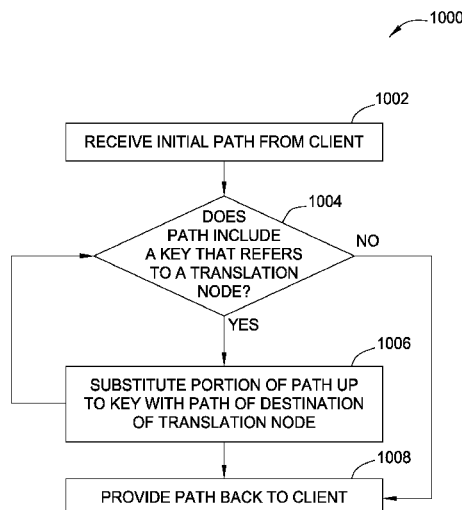 1000
1002
RECEIVE INITIAL PATH FROM CLIENT
1004
DOES
PATH INCLUDE
A KEY THAT REFERS
TO A TRANSLATION
NODE?
NO
YES
1006
SUBSTITUTE PORTION OF PATH UP
TO KEY WITH PATH OF DESTINATION
OF TRANSLATION NODE
1008
PROVIDE PATH BACK TO CLIENT